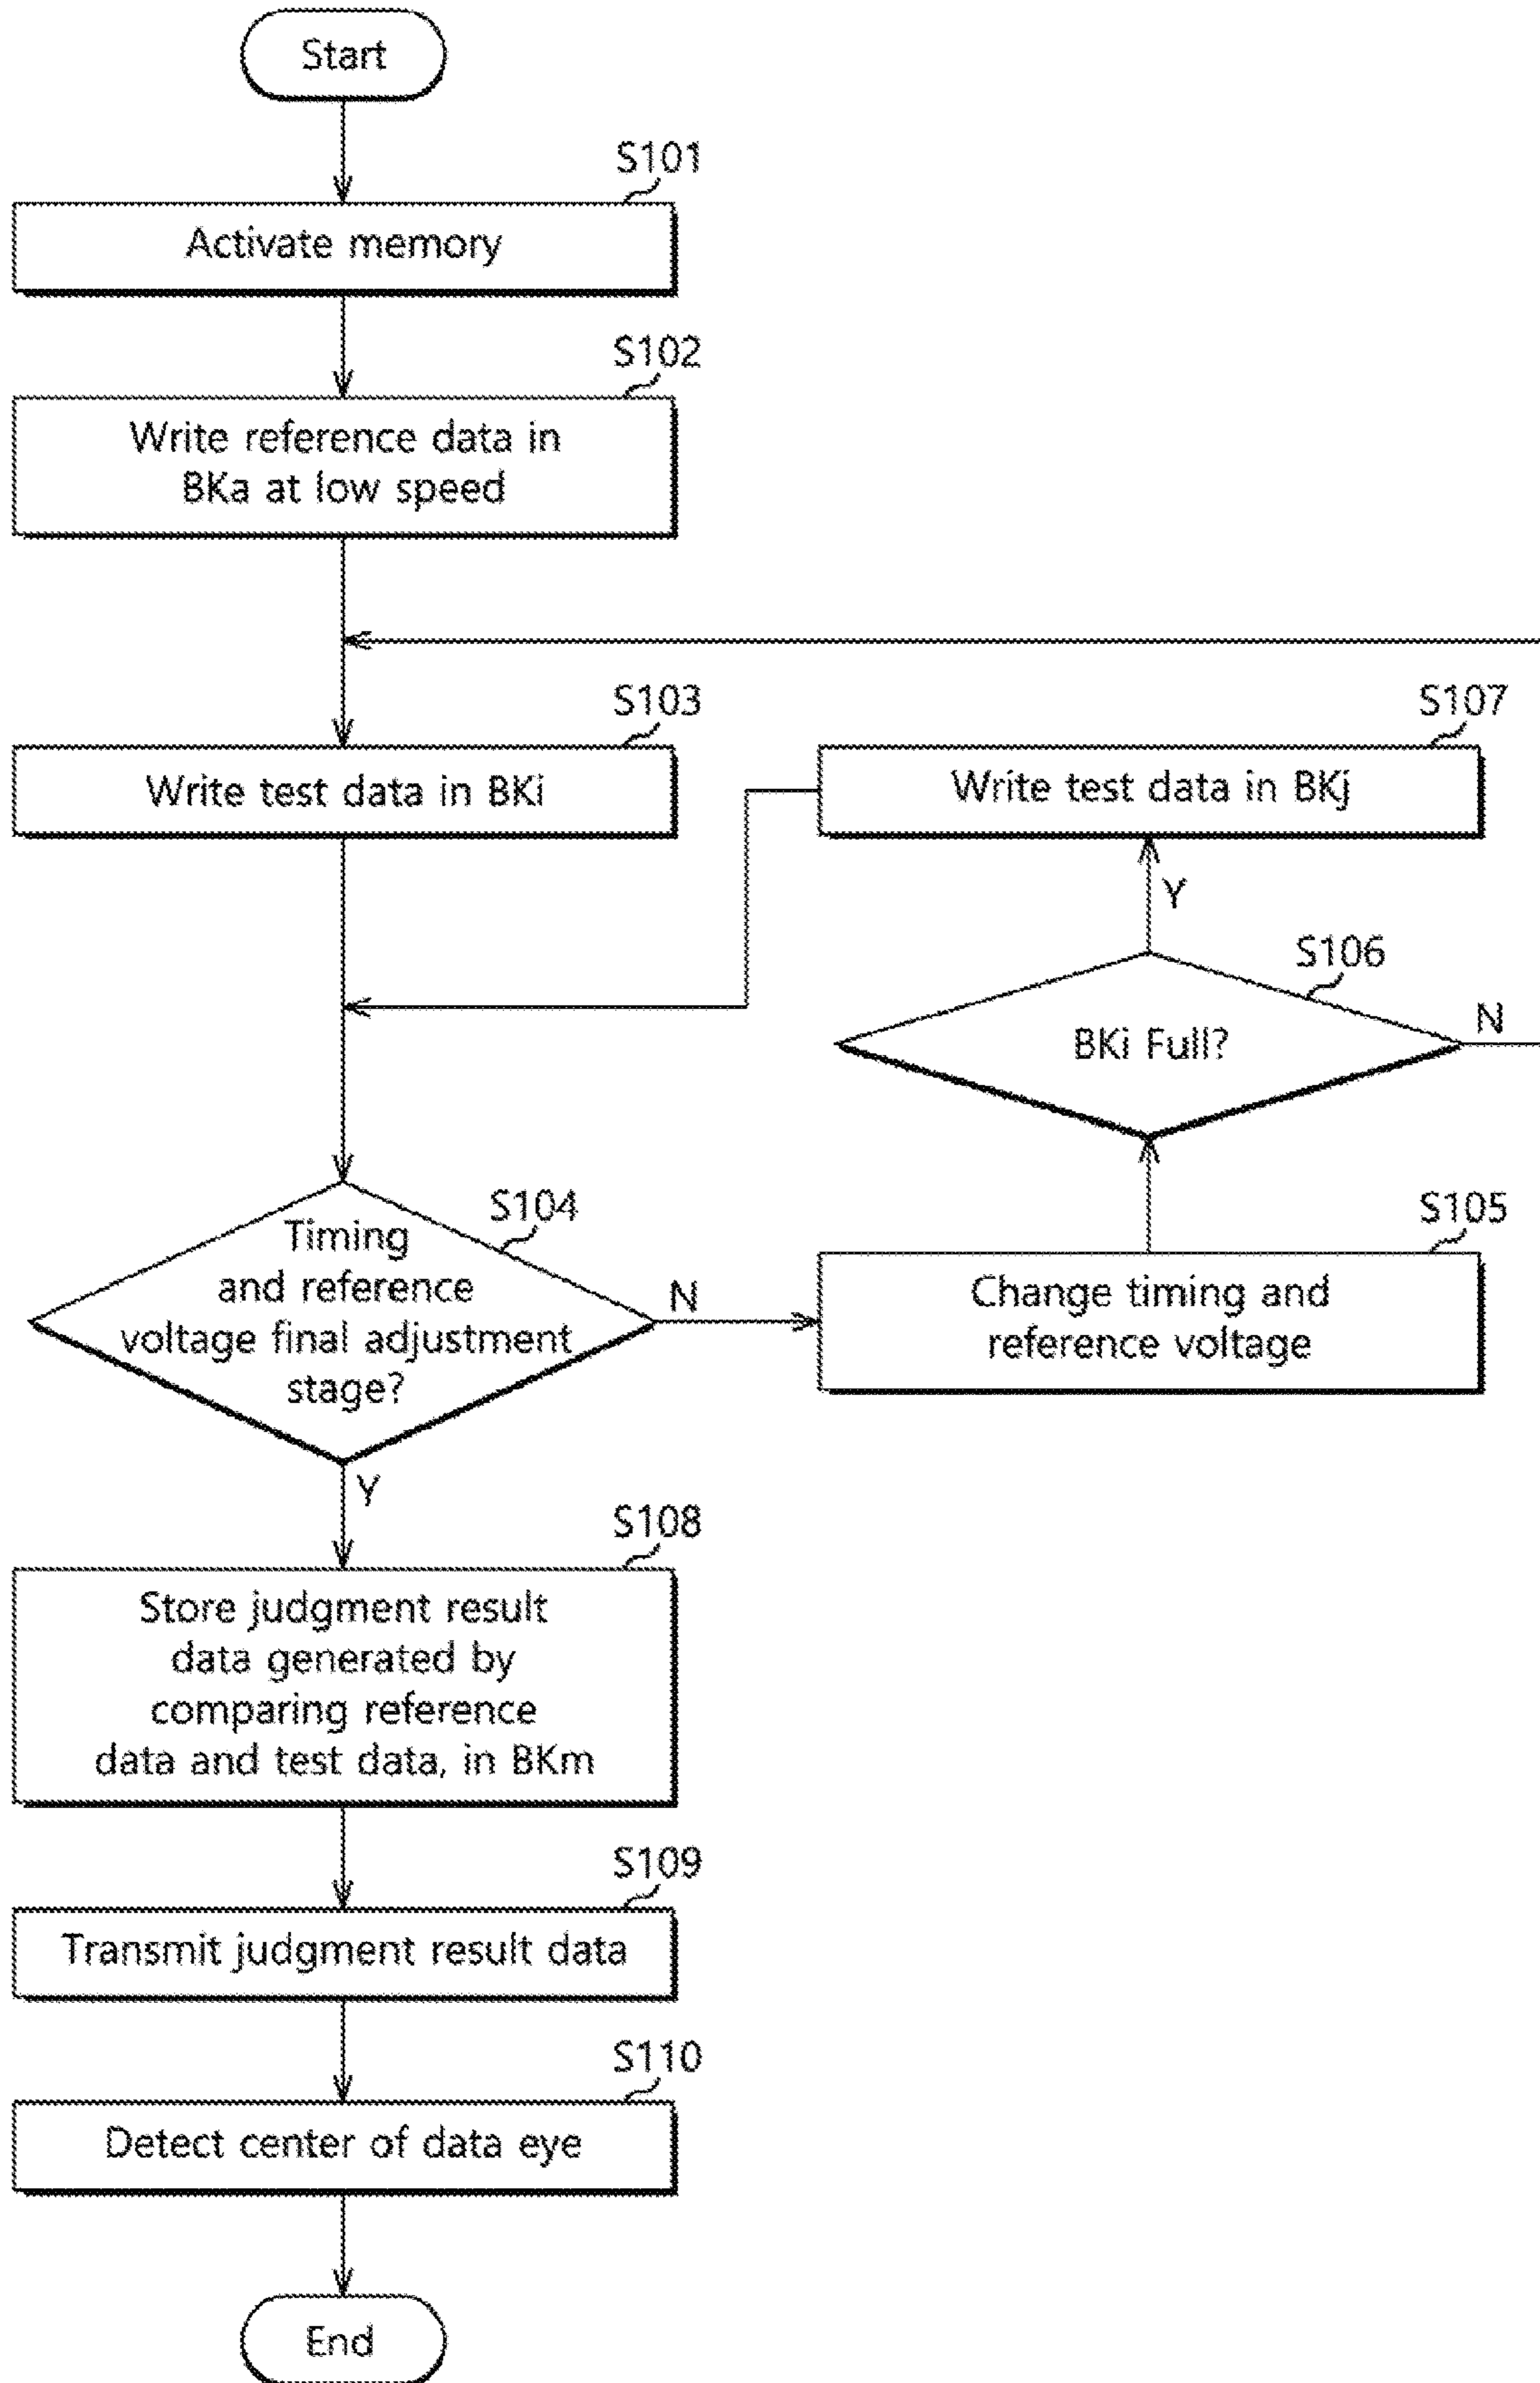 Start
S101
Activate memory
S102
Write reference data in
BKa at low speed
S103
Write test data in BKi
S107
Write test data in BKj
Y
S106
BKi Full?
N
S104
Timing
and reference
voltage final adjustment
stage?
N
S105
Change timing and
reference voltage
Y
S108
Store judgment result
data generated by
comparing reference
data and test data, in BKm
S109
Transmit judgment result data
S110
Detect center of data eye
End